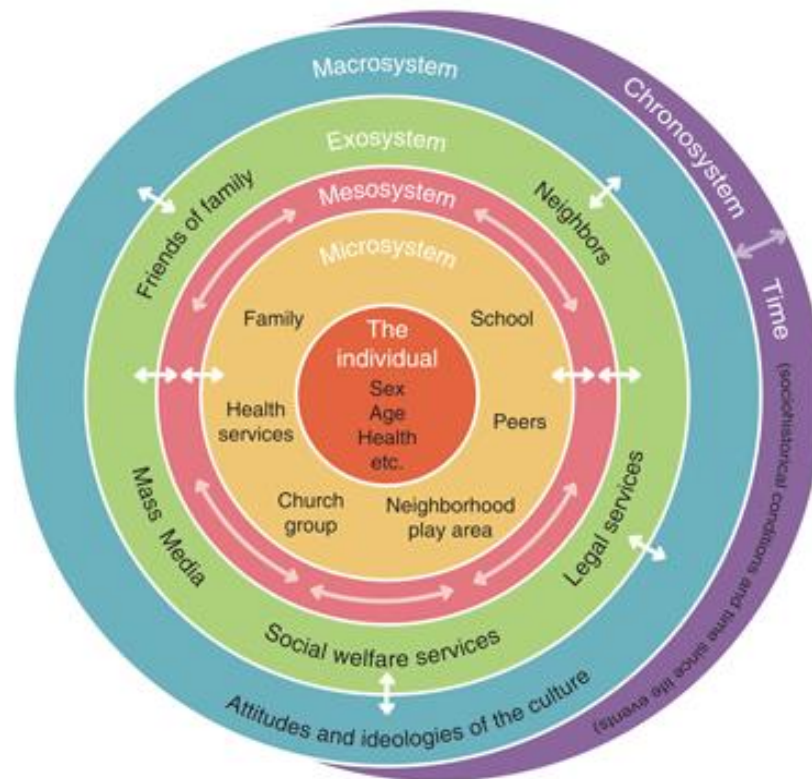 Macrosystem
Chronosystem
Exosystem
Mesosystem
Microsystem
Friends of family
Neighbors
Time
(sociohistorical conditions and time since life events)
Family
School
The
individual
Sex
Age
Health
etc.
Health
services
Peers
Church
group
Neighborhood
play area
Mass Media
Legal services
Social welfare services
Attitudes and ideologies of the culture